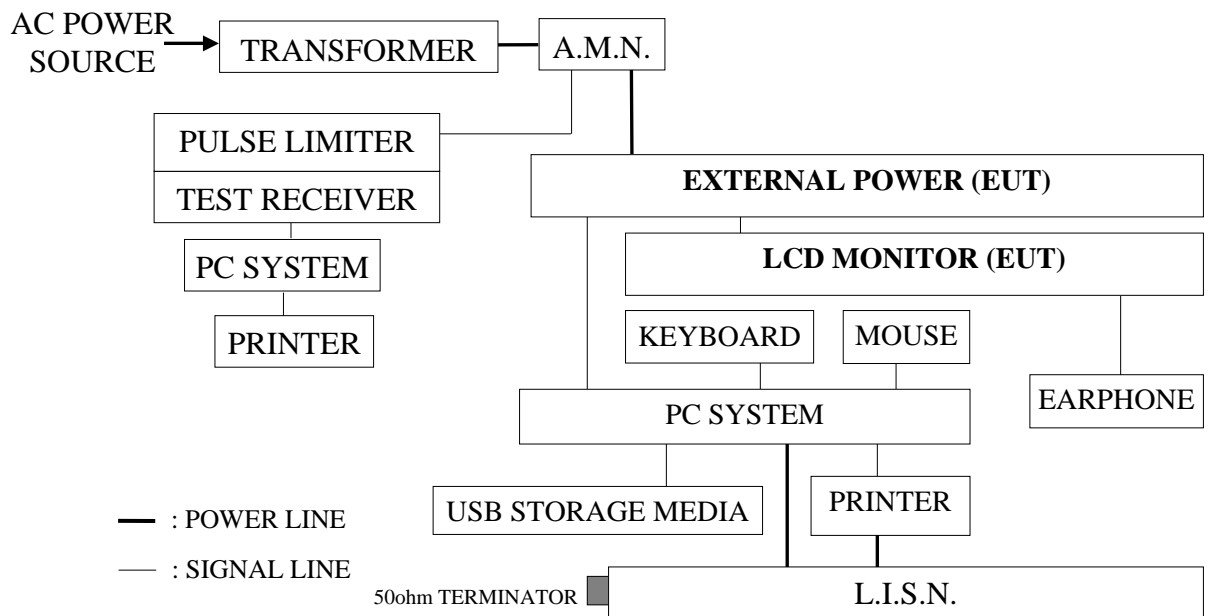 AC POWER
SOURCE
TRANSFORMER
A.M.N.
PULSE LIMITER
TEST RECEIVER
PC SYSTEM
PRINTER
EXTERNAL POWER (EUT)
LCD MONITOR (EUT)
KEYBOARD
MOUSE
EARPHONE
PC SYSTEM
USB STORAGE MEDIA
PRINTER
: POWER LINE
: SIGNAL LINE
50ohm TERMINATOR
L.I.S.N.